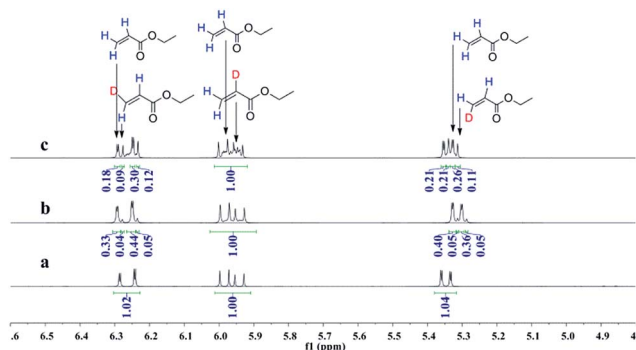 H H O O H
H H O O H
H H O O H
D H O O H
D H O O H
H H O O D
c
0.18 0.09 0.30 0.12 1.00 0.21 0.21 0.26 0.11
b
0.33 0.04 0.44 0.05 1.00 0.40 0.05 0.36 0.05
a
1.02 1.00 1.04
.6 6.5 6.4 6.3 6.2 6.1 6.0 5.9 5.8 5.7 5.6 5.5 5.4 5.3 5.2 5.1 5.0 4.9 4
f1 (ppm)